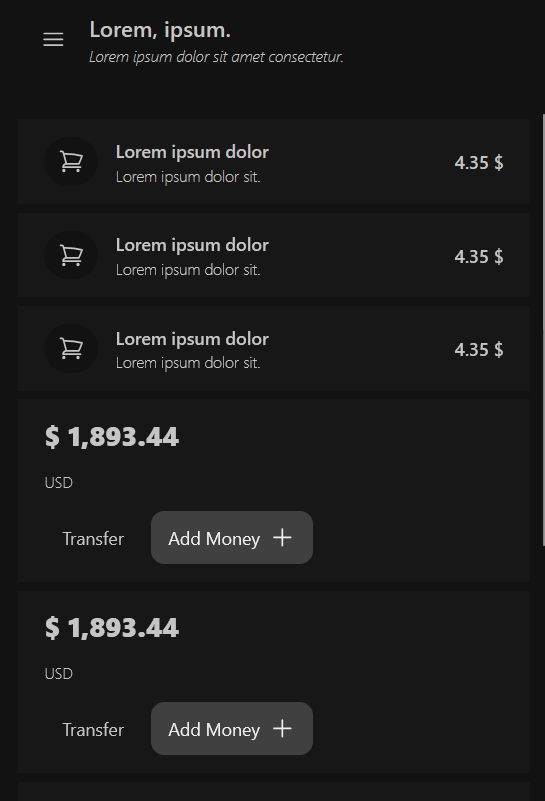 Lorem, ipsum.
Lorem ipsum dolor sit amet consectetur.
Lorem ipsum dolor
Lorem ipsum dolor sit.
4.35 $
Lorem ipsum dolor
Lorem ipsum dolor sit.
4.35 $
Lorem ipsum dolor
Lorem ipsum dolor sit.
4.35 $
$ 1,893.44
USD
Transfer
Add Money
$ 1,893.44
USD
Transfer
Add Money